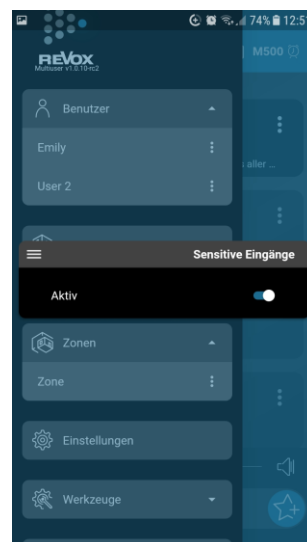 74% 12:51
REVOX
Multiuser v1.0.10-rc2
M500
Benutzer
Emily
s aller ...
User 2
Sensitive Eingänge
Aktiv
Zonen
Zone
Einstellungen
Werkzeuge